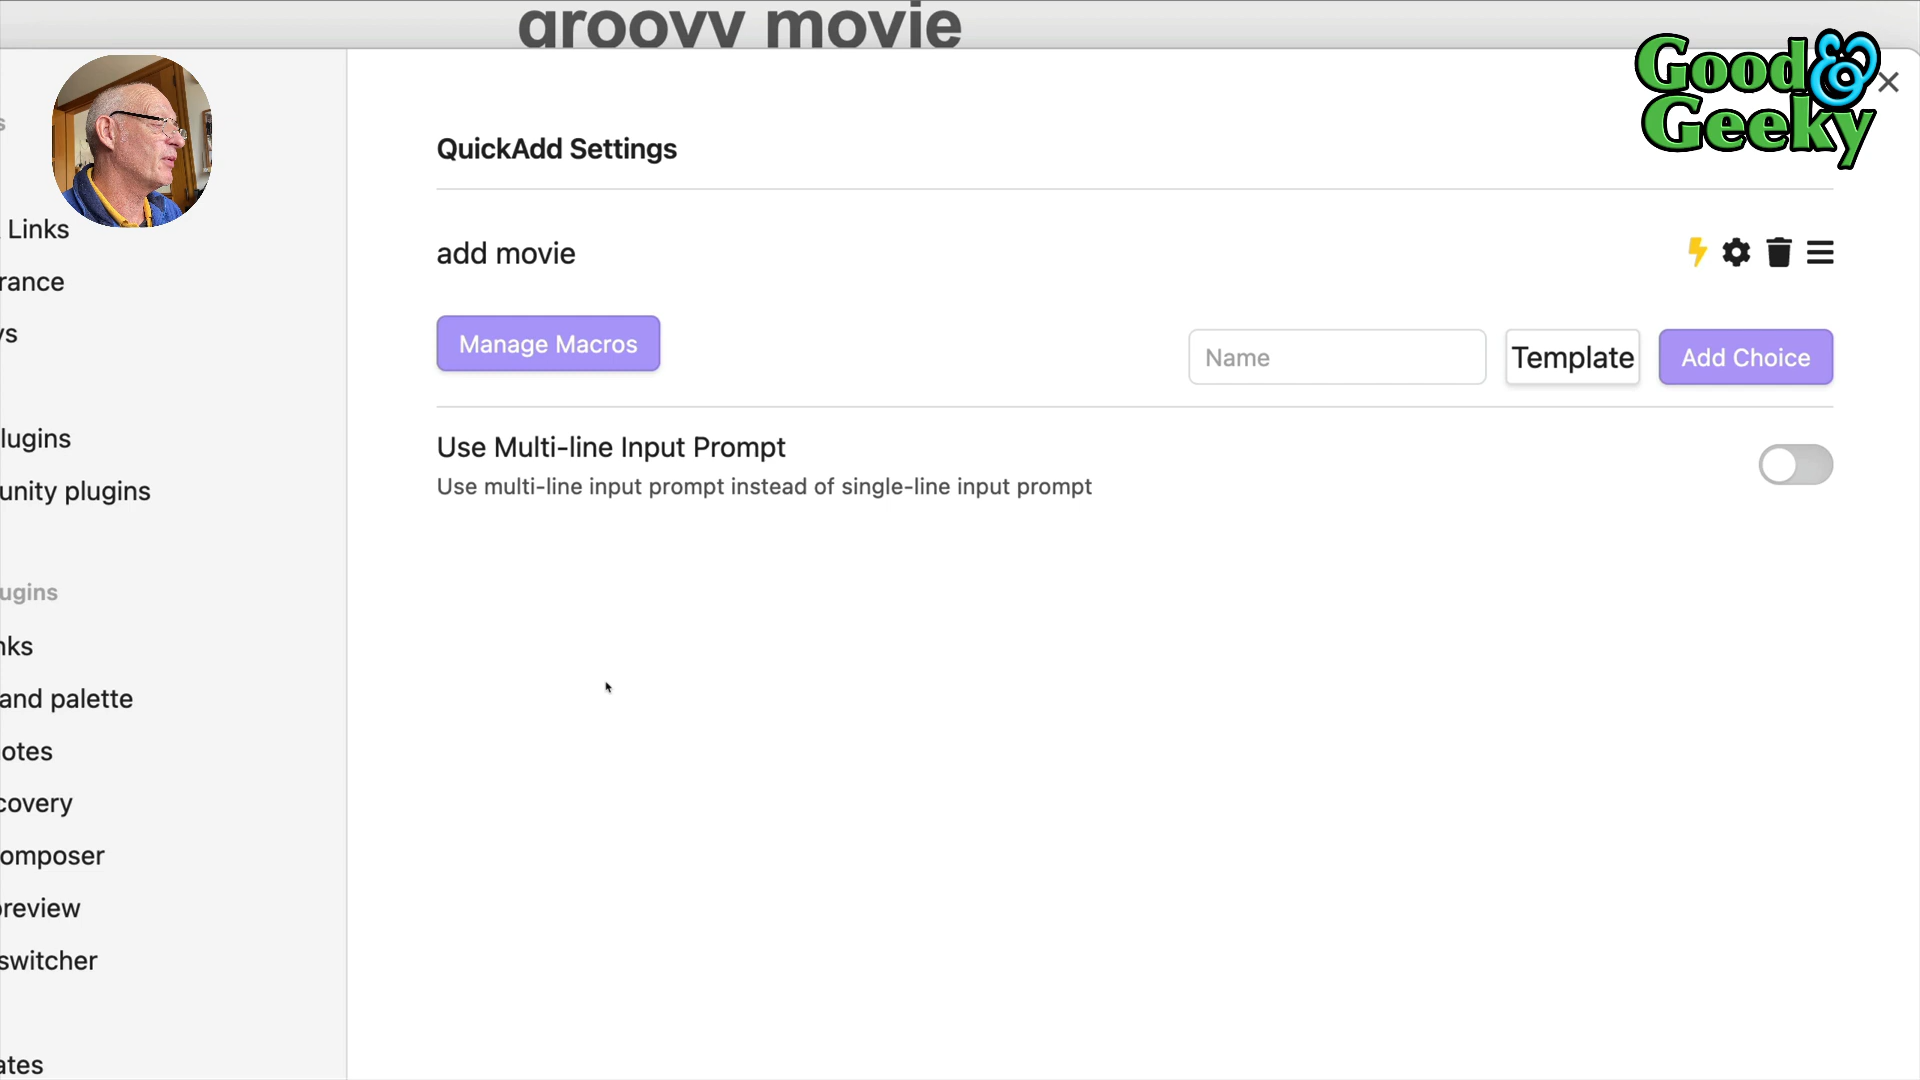 groovy movie
Good &
Geeky
QuickAdd Settings
Links
rance
add movie
Manage Macros
Name
Template
Add Choice
lugins
unity plugins
Use Multi-line Input Prompt
Use multi-line input prompt instead of single-line input prompt
ugins
nks
and palette
otes
covery
omposer
preview
switcher
ates